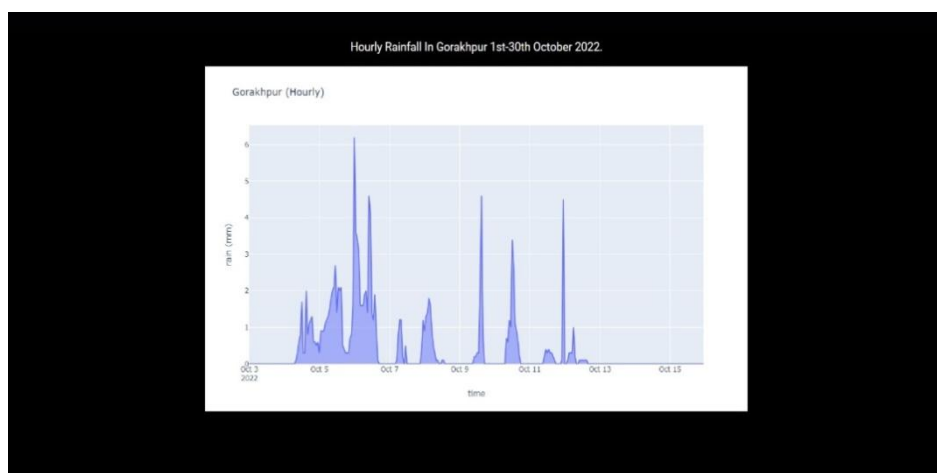 Hourly Rainfall In Gorakhpur 1st-30th October 2022.
Gorakhpur (Hourly)
6
5
4
3
2
1
0
rain (mm)
Oct 3
2022
Oct 5
Oct 7
Oct 9
Oct 11
Oct 13
Oct 15
time